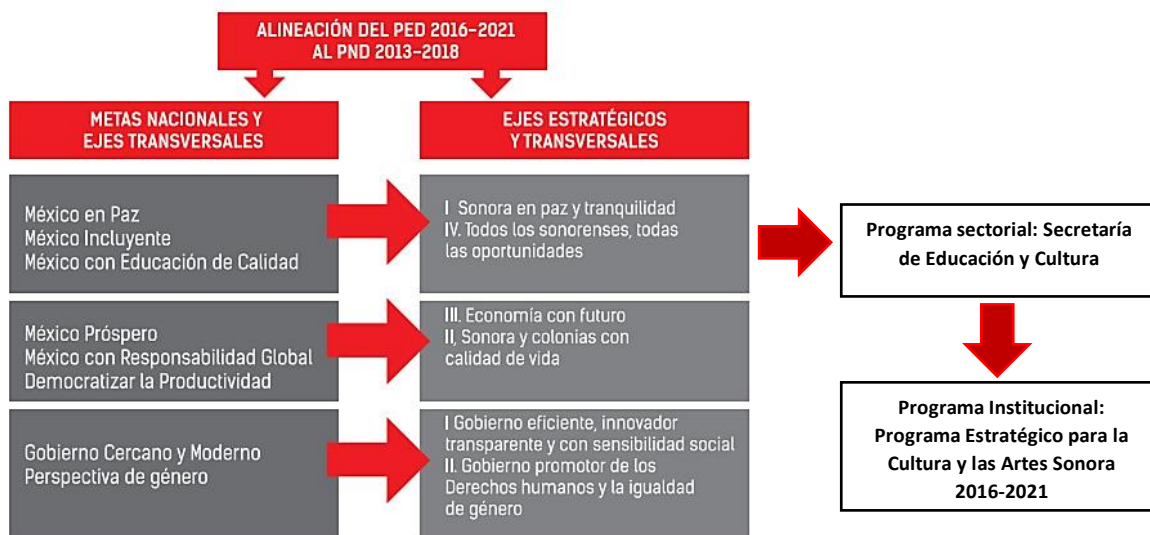 ALINEACIÓN DEL PED 2016-2021
AL PND 2013-2018
METAS NACIONALES Y
EJES TRANSVERSALES
EJES ESTRATÉGICOS
Y TRANSVERSALES
México en Paz
México Incluyente
México con Educación de Calidad
I Sonora en paz y tranquilidad
IV. Todos los sonorenses, todas
las oportunidades
Programa sectorial: Secretaría
de Educación y Cultura
México Próspero
México con Responsabilidad Global
Democratizar la Productividad
III. Economía con futuro
II, Sonora y colonias con
calidad de vida
Gobierno Cercano y Moderno
Perspectiva de género
I Gobierno eficiente, innovador
transparente y con sensibilidad social
II. Gobierno promotor de los
Derechos humanos y la igualdad
de género
Programa Institucional:
Programa Estratégico para la
Cultura y las Artes Sonora
2016-2021